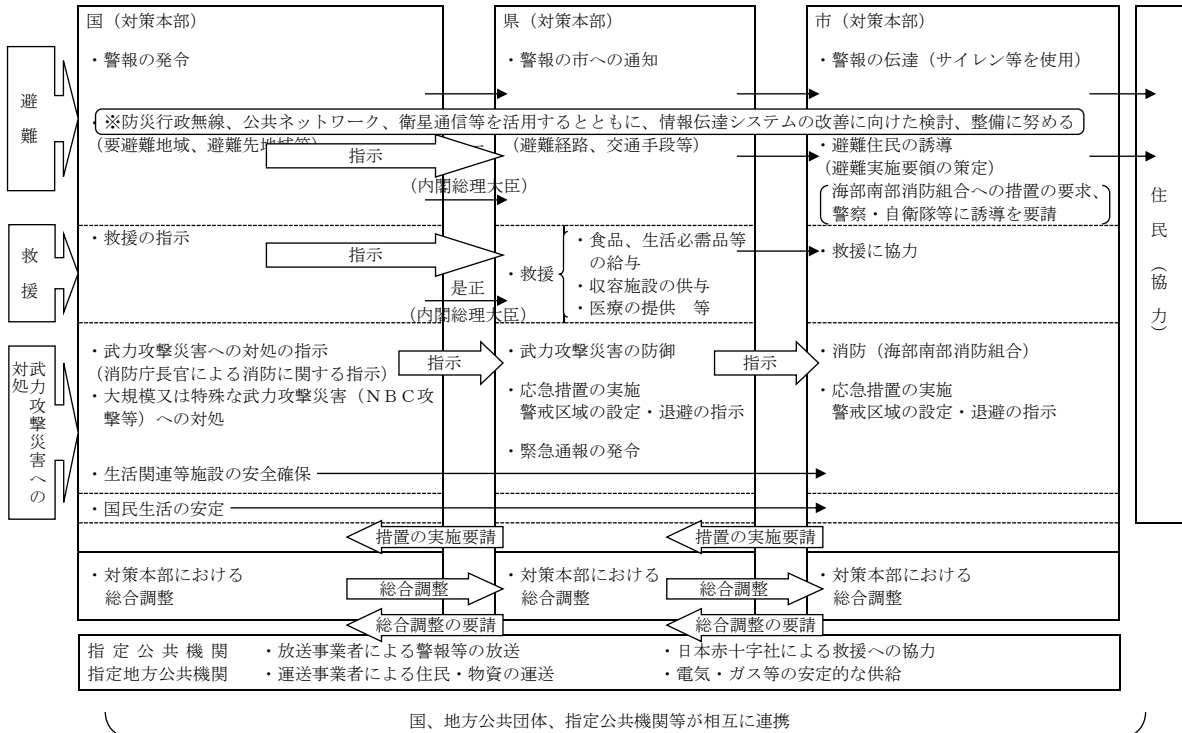 国（対策本部）
県（対策本部）
市（対策本部）
避難
・警報の発令
・警報の市への通知
・警報の伝達（サイレン等を使用）
※防災行政無線、公共ネットワーク、衛星通信等を活用するとともに、情報伝達システムの改善に向けた検討、整備に努める
（要避難地域、避難先地域等）
指示
（避難経路、交通手段等）
・避難住民の誘導
（避難実施要領の策定）
（内閣総理大臣）
海部南部消防組合への措置の要求、
警察・自衛隊等に誘導を要請
住民（協力）
救援
・救援の指示
指示
・救援
・食品、生活必需品等
の給与
・収容施設の供与
・医療の提供　等
・救援に協力
是正
（内閣総理大臣）
武力攻撃災害への
対処
・武力攻撃災害への対処の指示
（消防庁長官による消防に関する指示）
・大規模又は特殊な武力攻撃災害（ＮＢＣ攻
撃等）への対処
指示
・武力攻撃災害の防御
・応急措置の実施
警戒区域の設定・退避の指示
・緊急通報の発令
指示
・消防（海部南部消防組合）
・応急措置の実施
警戒区域の設定・退避の指示
・生活関連等施設の安全確保
・国民生活の安定
措置の実施要請
措置の実施要請
・対策本部における
総合調整
総合調整
・対策本部における
総合調整
総合調整
・対策本部における
総合調整
総合調整の要請
総合調整の要請
指定公共機関　・放送事業者による警報等の放送　・日本赤十字社による救援への協力
指定地方公共機関　・運送事業者による住民・物資の運送　・電気・ガス等の安定的な供給
国、地方公共団体、指定公共機関等が相互に連携